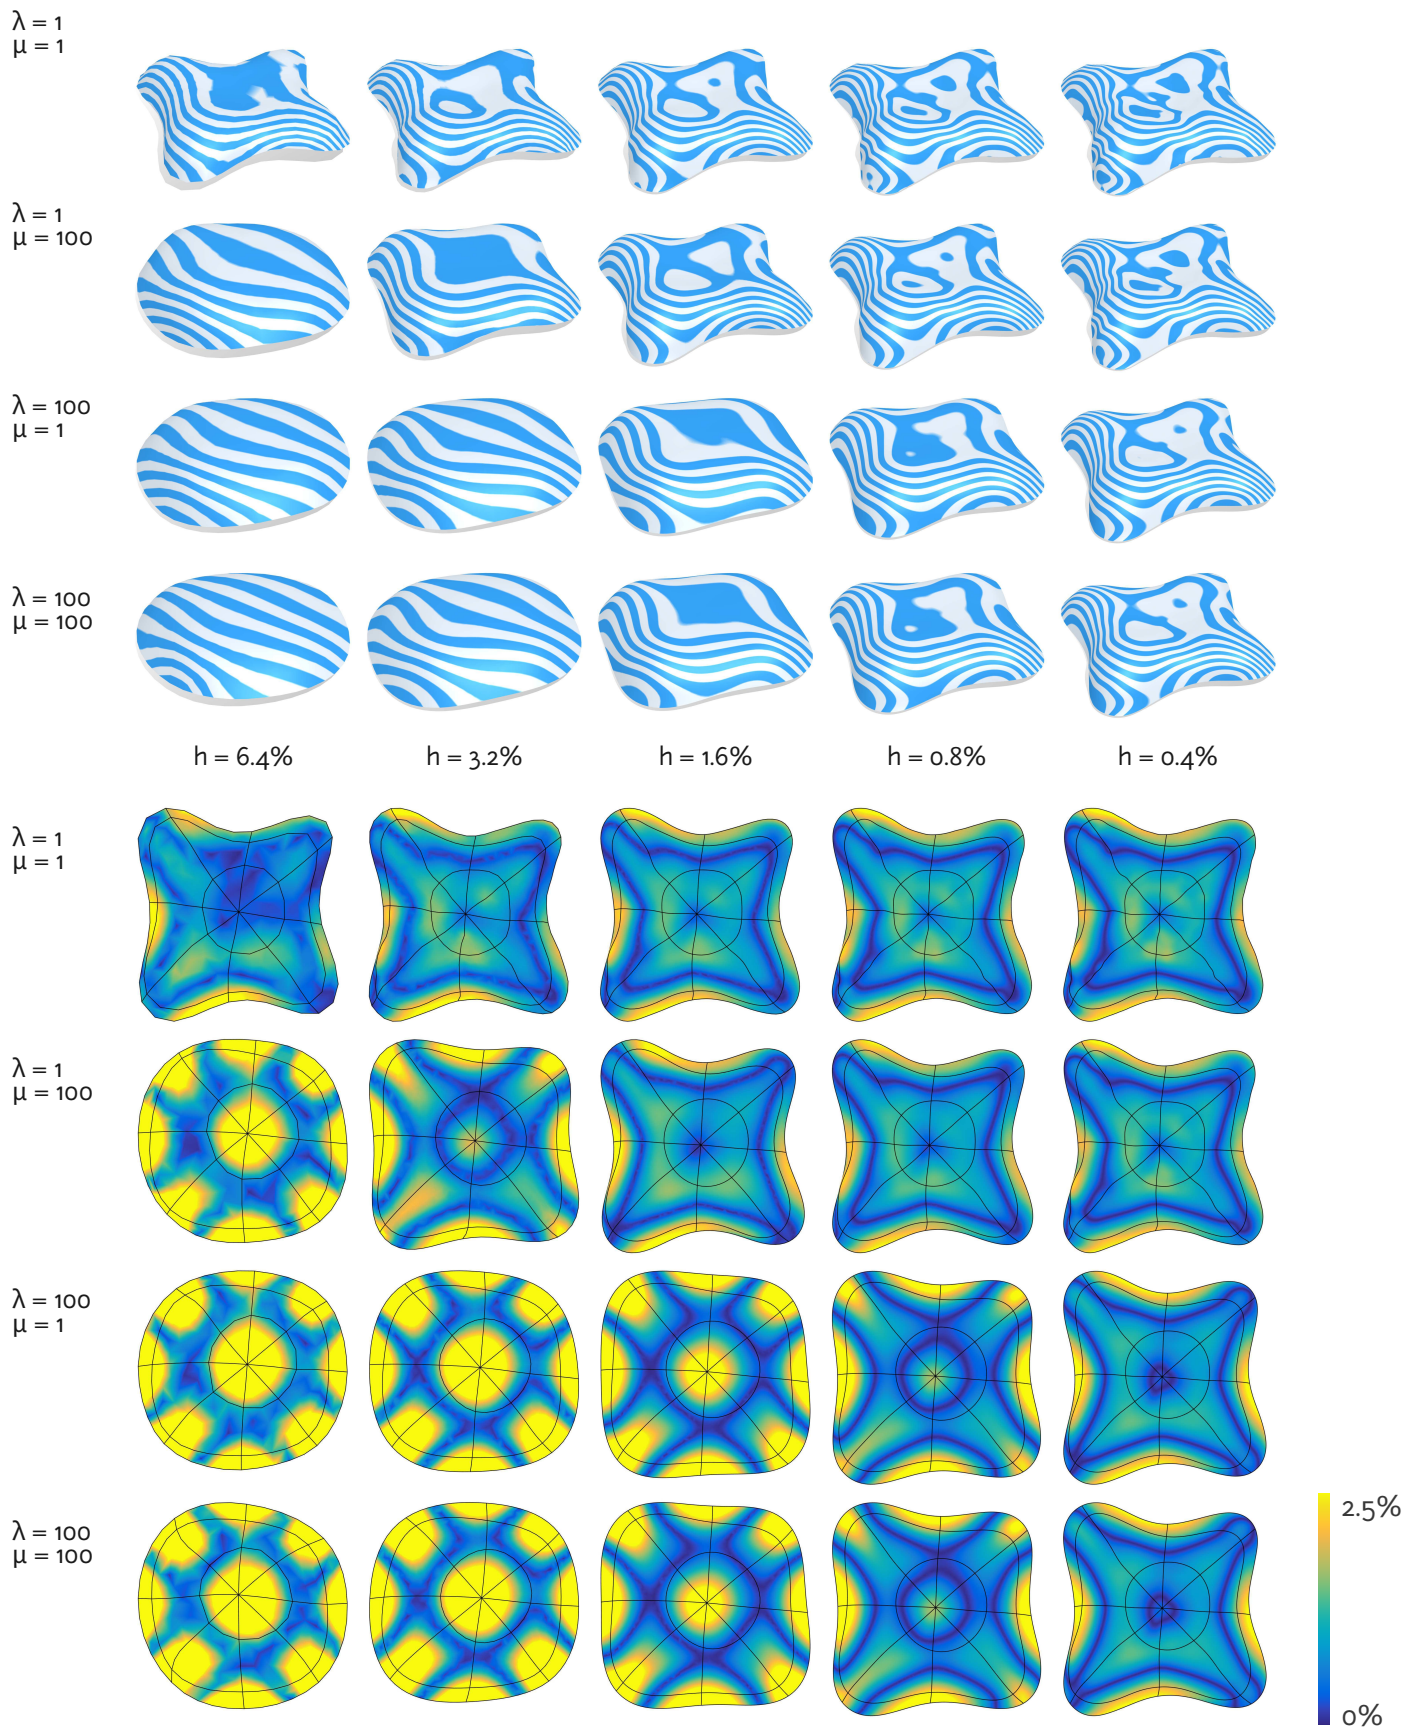 λ = 1
μ = 1
λ = 1
μ = 100
λ = 100
μ = 1
λ = 100
μ = 100
h = 6.4% h = 3.2% h = 1.6% h = 0.8% h = 0.4%
λ = 1
μ = 1
λ = 1
μ = 100
λ = 100
μ = 1
λ = 100
μ = 100
2.5%
0%